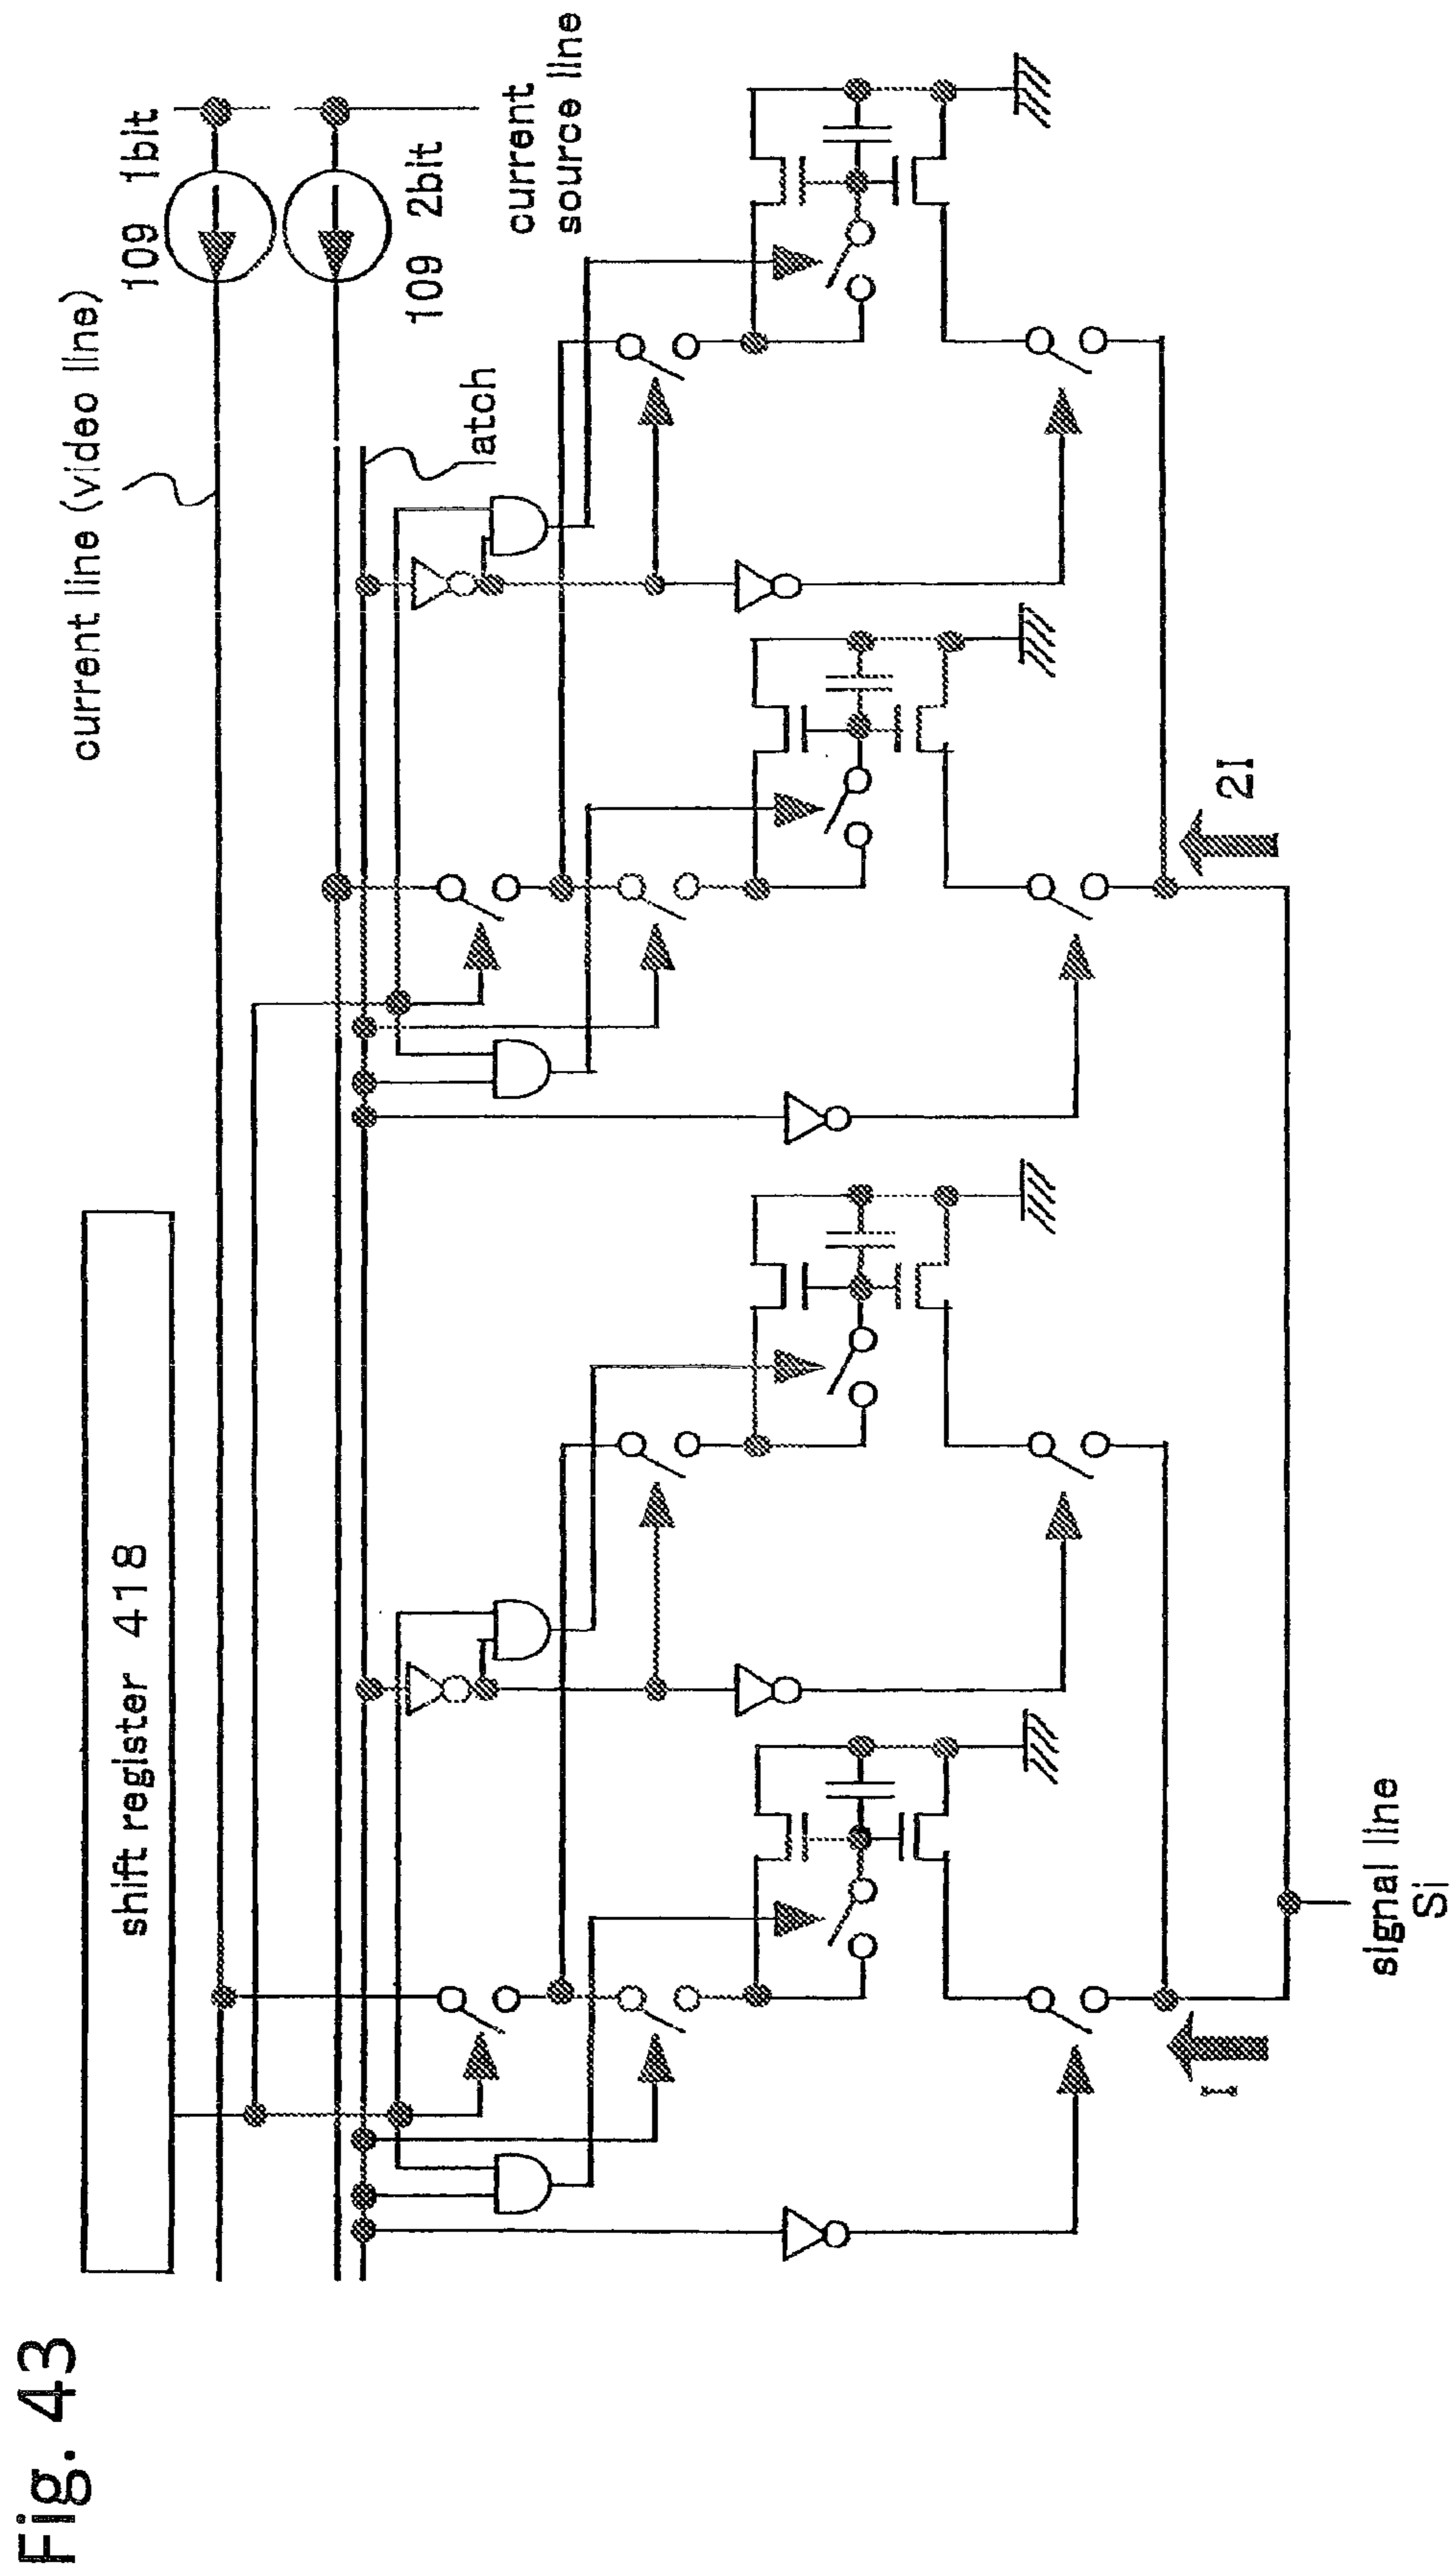 Fig. 43
shift register 418
current line (video line)
109 1bit
109 2bit
current
source line
latch
2I
I
signal line
Si